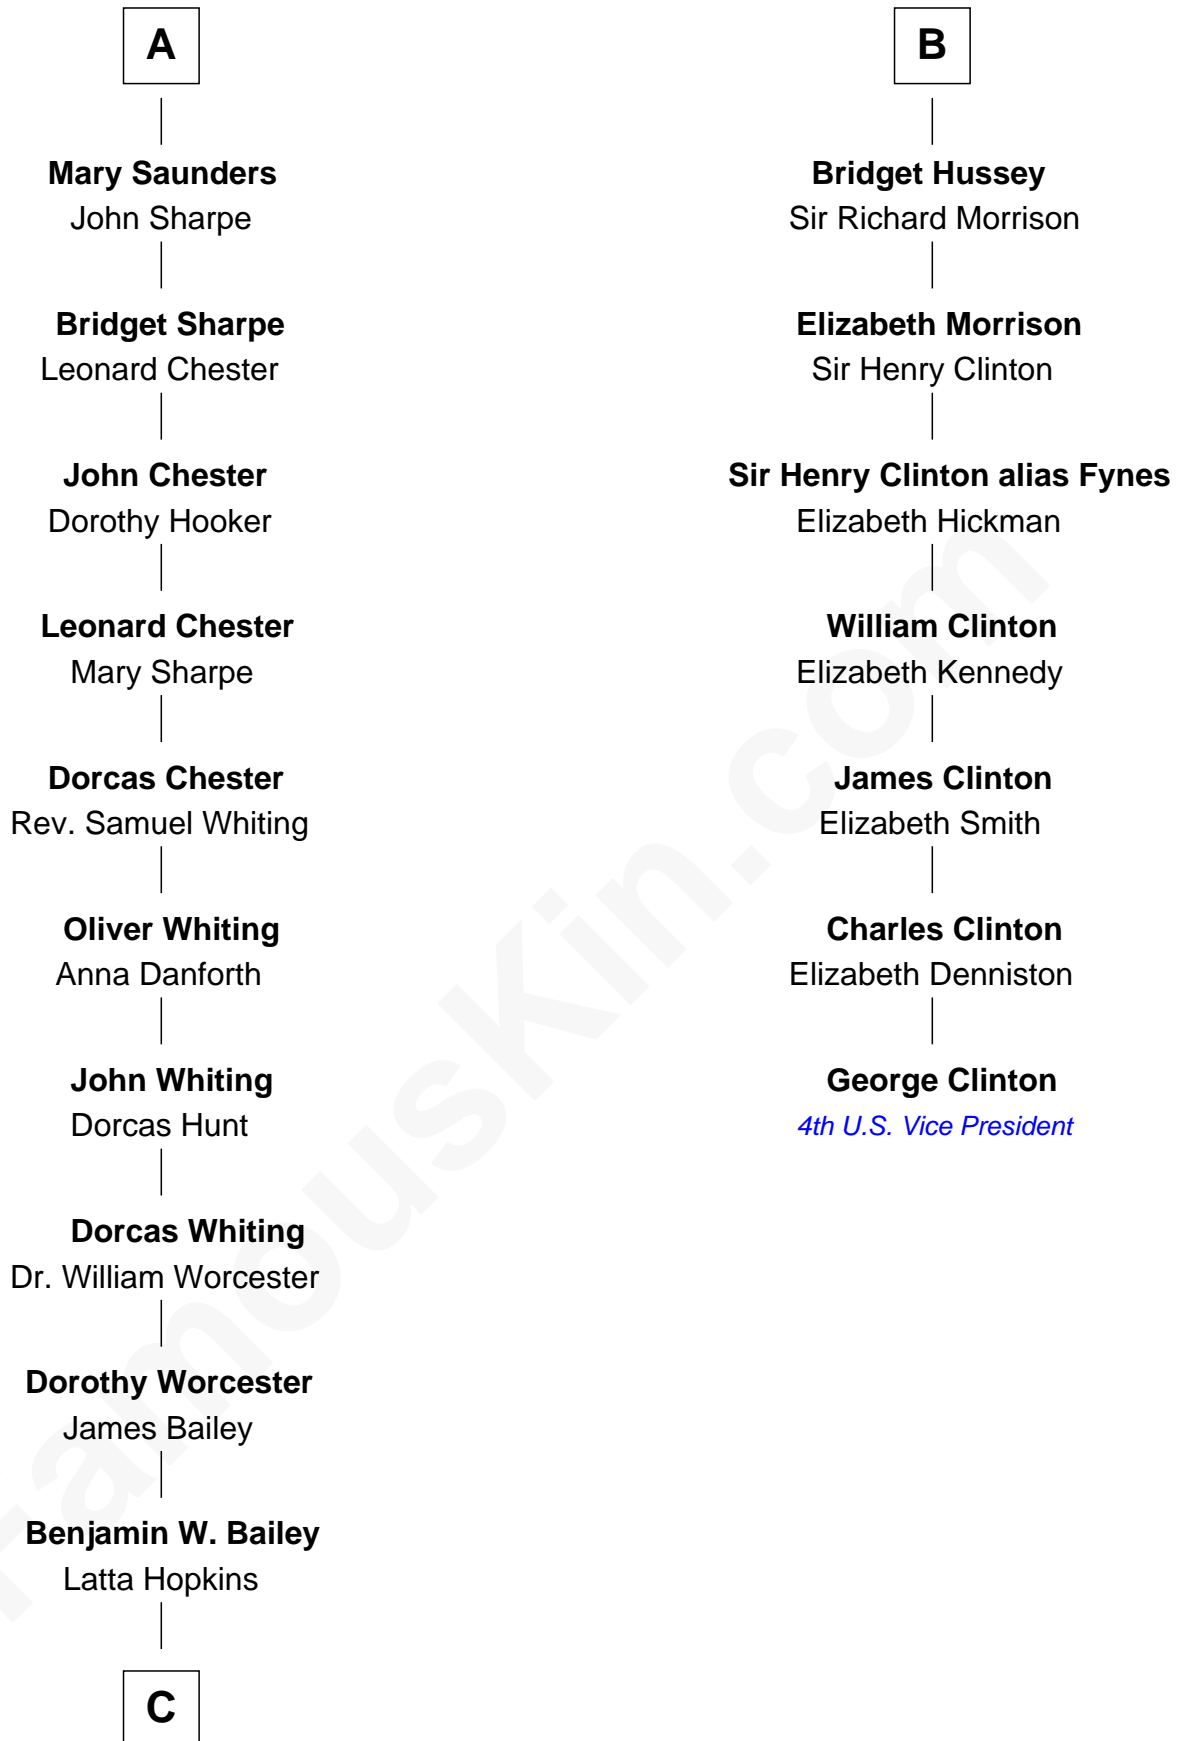 A
Mary Saunders
John Sharpe
Bridget Sharpe
Leonard Chester
John Chester
Dorothy Hooker
Leonard Chester
Mary Sharpe
Dorcas Chester
Rev. Samuel Whiting
Oliver Whiting
Anna Danforth
John Whiting
Dorcas Hunt
Dorcas Whiting
Dr. William Worcester
Dorothy Worcester
James Bailey
Benjamin W. Bailey
Latta Hopkins
C
B
Bridget Hussey
Sir Richard Morrison
Elizabeth Morrison
Sir Henry Clinton
Sir Henry Clinton alias Fynes
Elizabeth Hickman
William Clinton
Elizabeth Kennedy
James Clinton
Elizabeth Smith
Charles Clinton
Elizabeth Denniston
George Clinton
4th U.S. Vice President
FamousKin.com